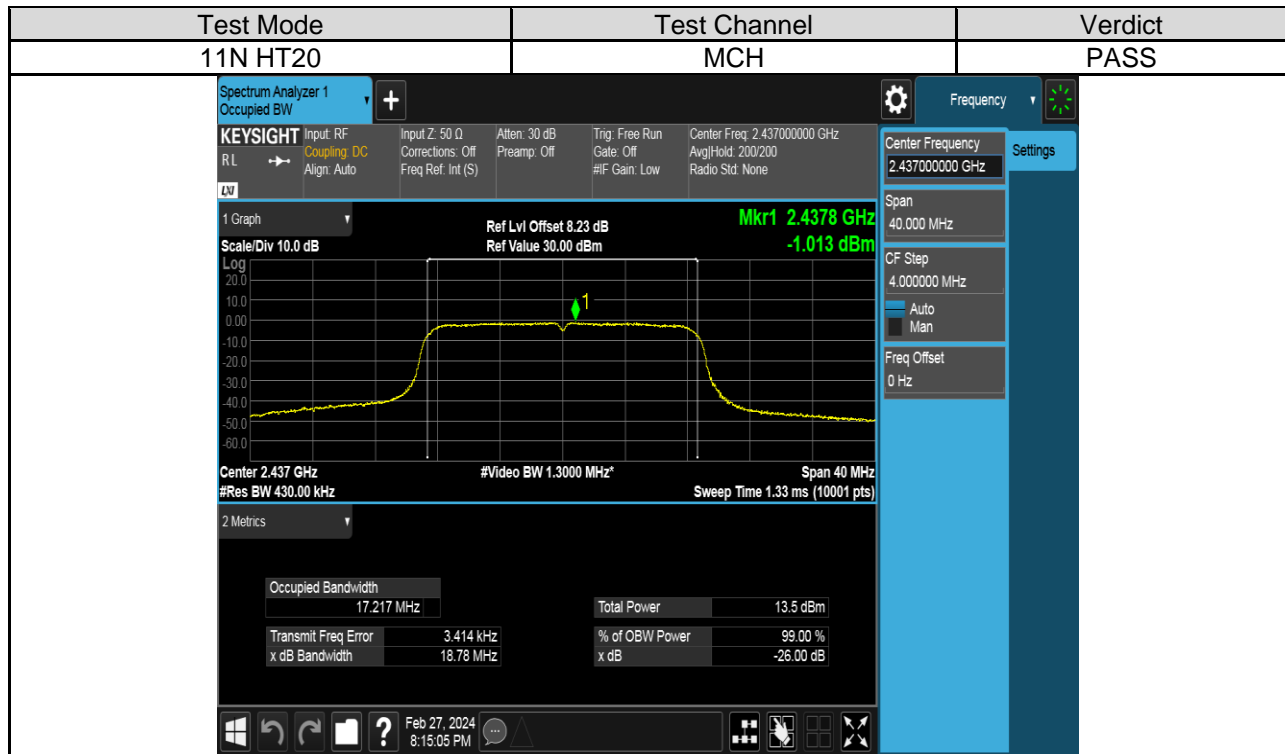 Test Mode Test Channel Verdict
11N HT20 MCH PASS
Spectrum Analyzer 1
Occupied BW
+
Frequency
KEYSIGHT
RL
LXI
Input: RF
Coupling: DC
Align: Auto
Input Z: 50 Ω
Corrections: Off
Freq Ref: Int (S)
Atten: 30 dB
Preamp: Off
Trig: Free Run
Gate: Off
#IF Gain: Low
Center Freq: 2.437000000 GHz
Avg|Hold: 200/200
Radio Std: None
Center Frequency
2.437000000 GHz
Settings
Span
40.000 MHz
CF Step
4.000000 MHz
Auto
Man
Freq Offset
0 Hz
1 Graph
Scale/Div 10.0 dB
Ref Lvl Offset 8.23 dB
Ref Value 30.00 dBm
Mkr1 2.4378 GHz
-1.013 dBm
Log
20.0
10.0
0.00
-10.0
-20.0
-30.0
-40.0
-50.0
-60.0
1
Center 2.437 GHz
#Res BW 430.00 kHz
#Video BW 1.3000 MHz*
Span 40 MHz
Sweep Time 1.33 ms (10001 pts)
2 Metrics
Occupied Bandwidth
17.217 MHz
Total Power 13.5 dBm
Transmit Freq Error 3.414 kHz
% of OBW Power 99.00 %
x dB Bandwidth 18.78 MHz
x dB -26.00 dB
?
Feb 27, 2024
8:15:05 PM